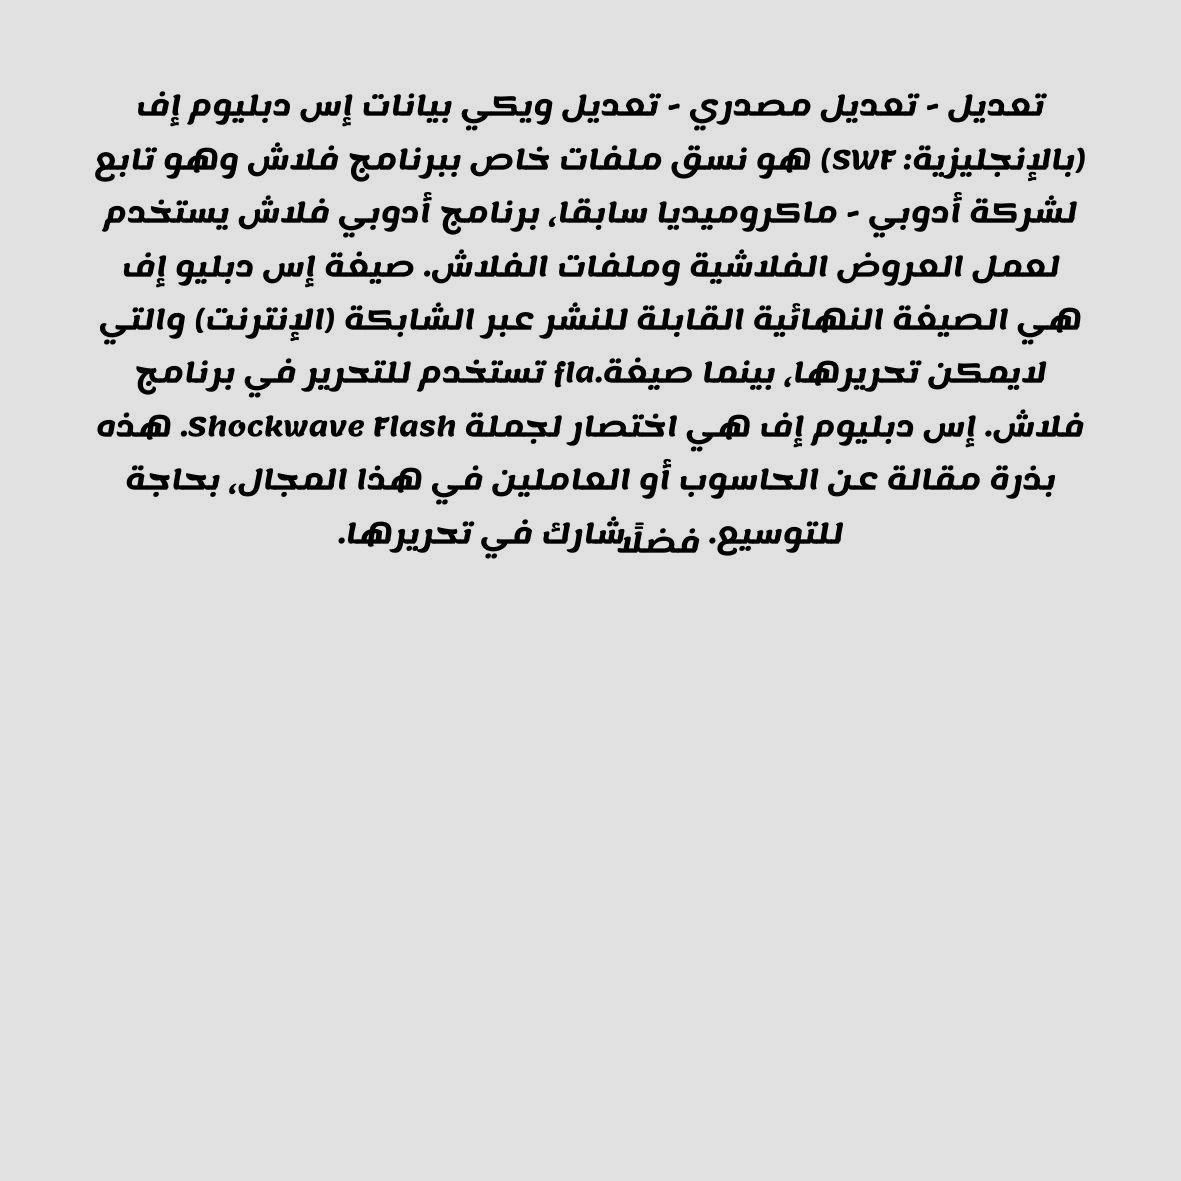 تعديل - تعديل مصدري - تعديل ويكي بيانات إس دبليوم إف
(بالإنجليزية: SWF) هو نسق ملفات خاص ببرنامج فلاش وهو تابع
لشركة أدوبي - ماكروميديا سابقا، برنامج أدوبي فلاش يستخدم
لعمل العروض الفلاشية وملفات الفلاش. صيغة إس دبليو إف
هي الصيغة النهائية القابلة للنشر عبر الشابكة (الإنترنت) والتي
لايمكن تحريرها، بينما صيغة.fla تستخدم للتحرير في برنامج
فلاش. إس دبليوم إف هي اختصار لجملة Shockwave Flash. هذه
بذرة مقالة عن الحاسوب أو العاملين في هذا المجال، بحاجة
للتوسيع. فضلًا شارك في تحريرها.